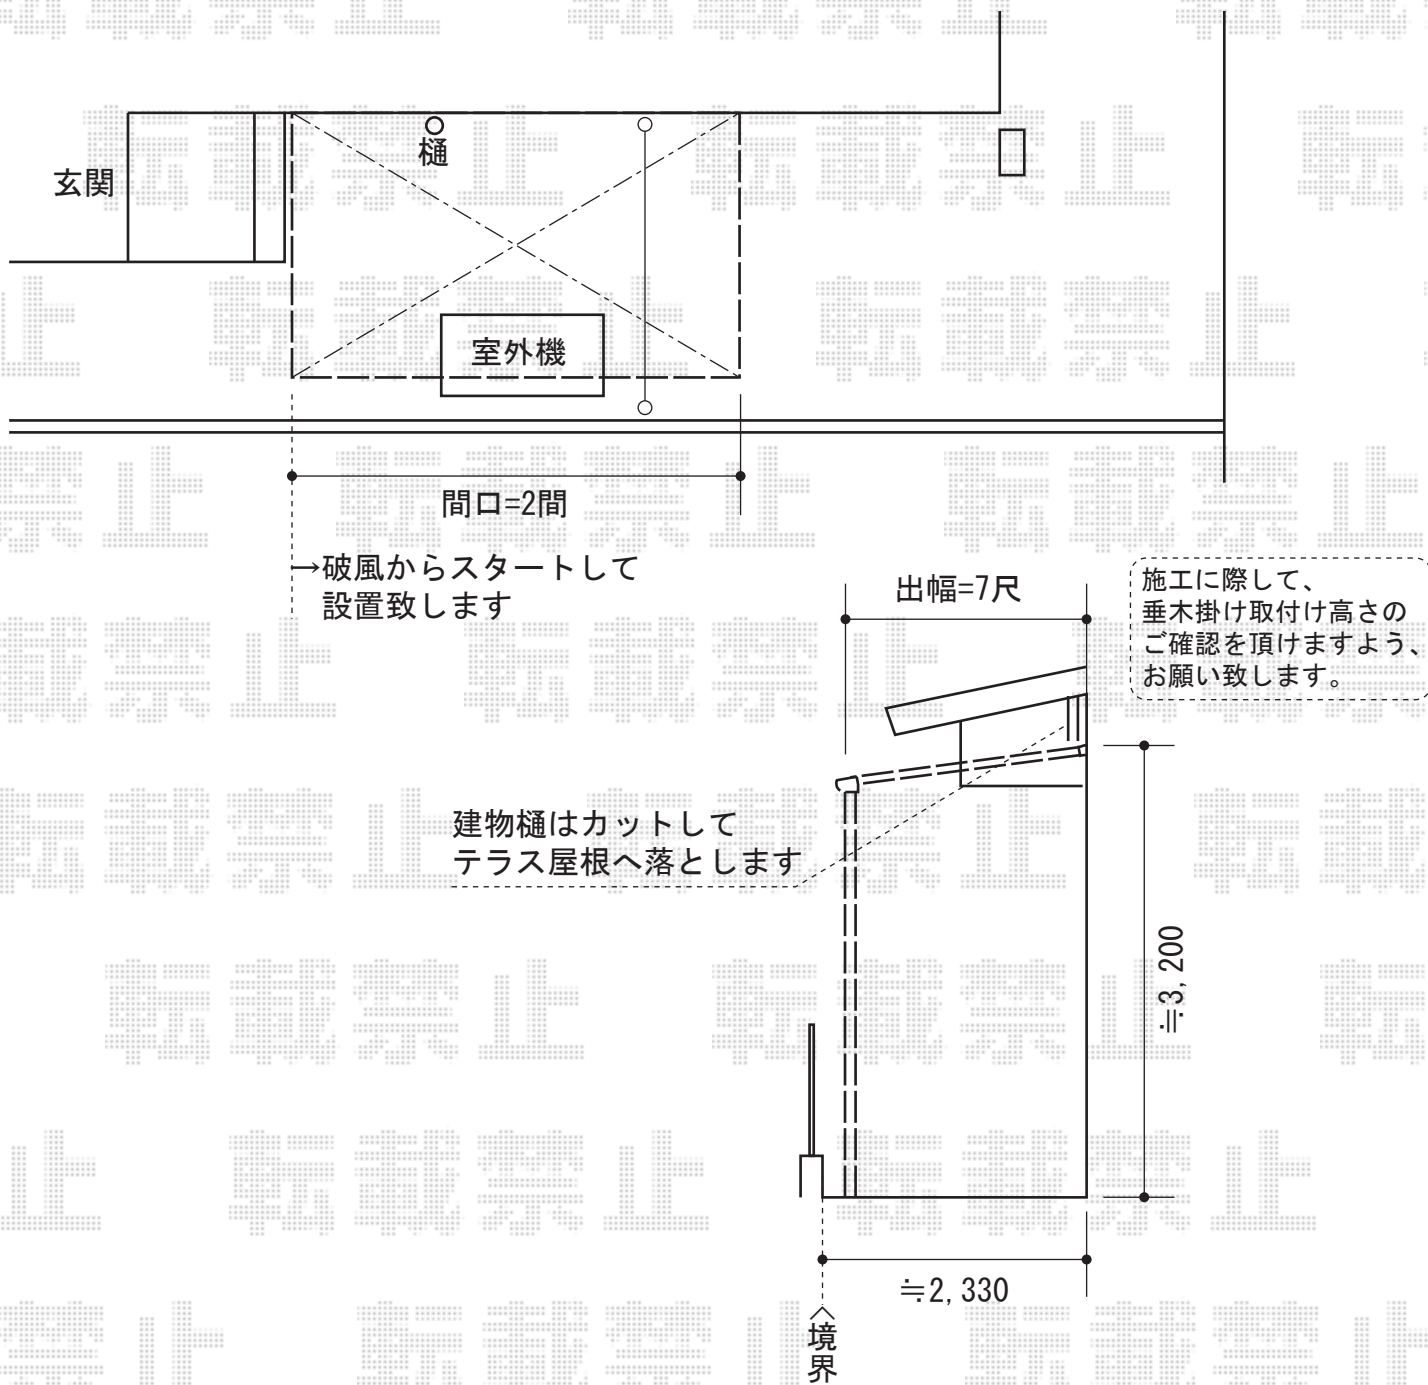 樋
玄関
室外機
間口=2間
→破風からスタートして
設置致します
出幅=7尺
施工に際して、
垂木掛け取付け高さの
ご確認を頂けますよう、
お願い致します。
建物樋はカットして
テラス屋根へ落とします
≒3,200
≒2,330
境界
転載禁止